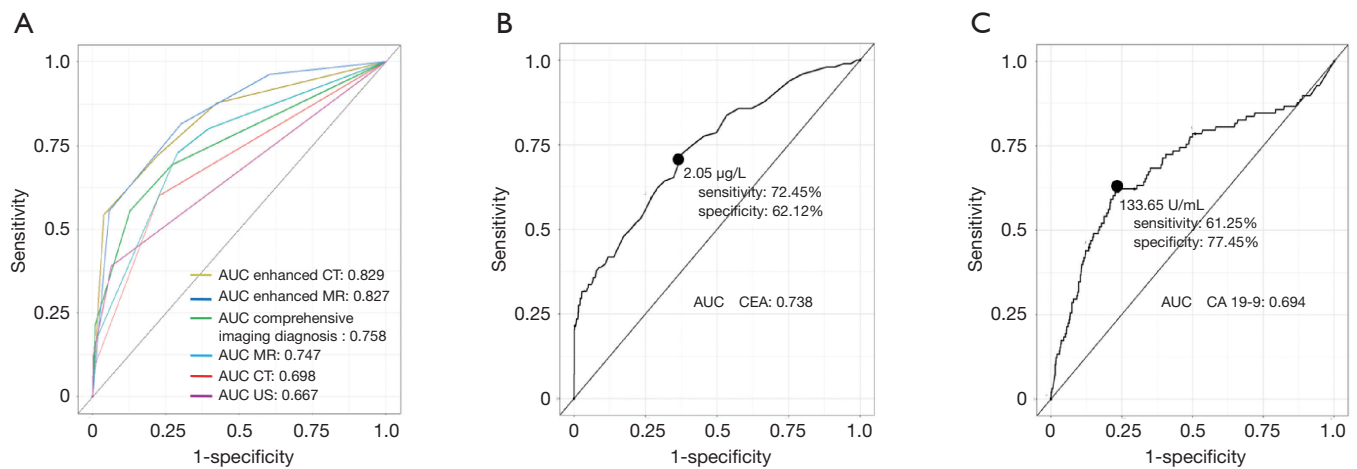 A
1.0
0.75
0.5
0.25
0
Sensitivity
AUC enhanced CT: 0.829
AUC enhanced MR: 0.827
AUC comprehensive
imaging diagnosis : 0.758
AUC MR: 0.747
AUC CT: 0.698
AUC US: 0.667
0 0.25 0.5 0.75 1.0
1-specificity
B
1.0
0.75
0.5
0.25
0
Sensitivity
2.05 µg/L
sensitivity: 72.45%
specificity: 62.12%
AUC CEA: 0.738
0 0.25 0.5 0.75 1.0
1-specificity
C
1.0
0.75
0.5
0.25
0
Sensitivity
133.65 U/mL
sensitivity: 61.25%
specificity: 77.45%
AUC CA 19-9: 0.694
0 0.25 0.5 0.75 1.0
1-specificity